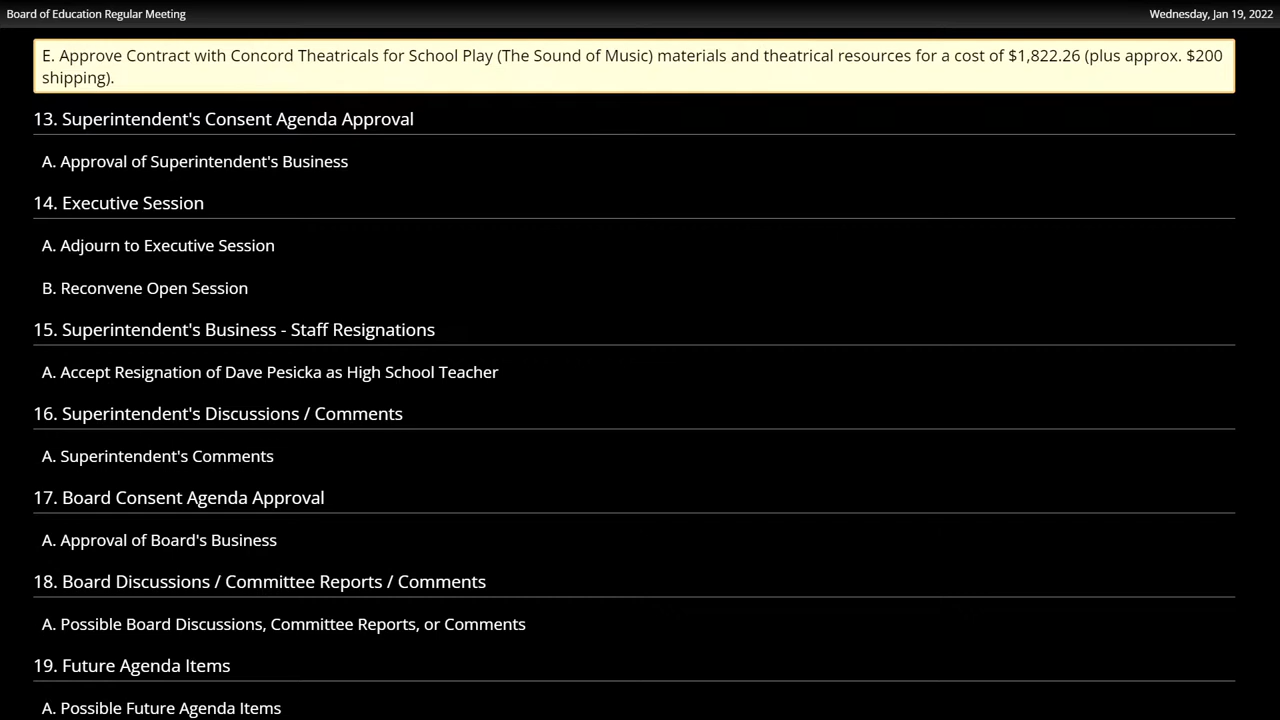 Board of Education Regular Meeting
Wednesday, Jan 19, 2022
E. Approve Contract with Concord Theatricals for School Play (The Sound of Music) materials and theatrical resources for a cost of $1,822.26 (plus approx. $200
shipping).
13. Superintendent's Consent Agenda Approval
A. Approval of Superintendent's Business
14. Executive Session
A. Adjourn to Executive Session
B. Reconvene Open Session
15. Superintendent's Business - Staff Resignations
A. Accept Resignation of Dave Pesicka as High School Teacher
16. Superintendent's Discussions / Comments
A. Superintendent's Comments
17. Board Consent Agenda Approval
A. Approval of Board's Business
18. Board Discussions / Committee Reports / Comments
A. Possible Board Discussions, Committee Reports, or Comments
19. Future Agenda Items
A. Possible Future Agenda Items